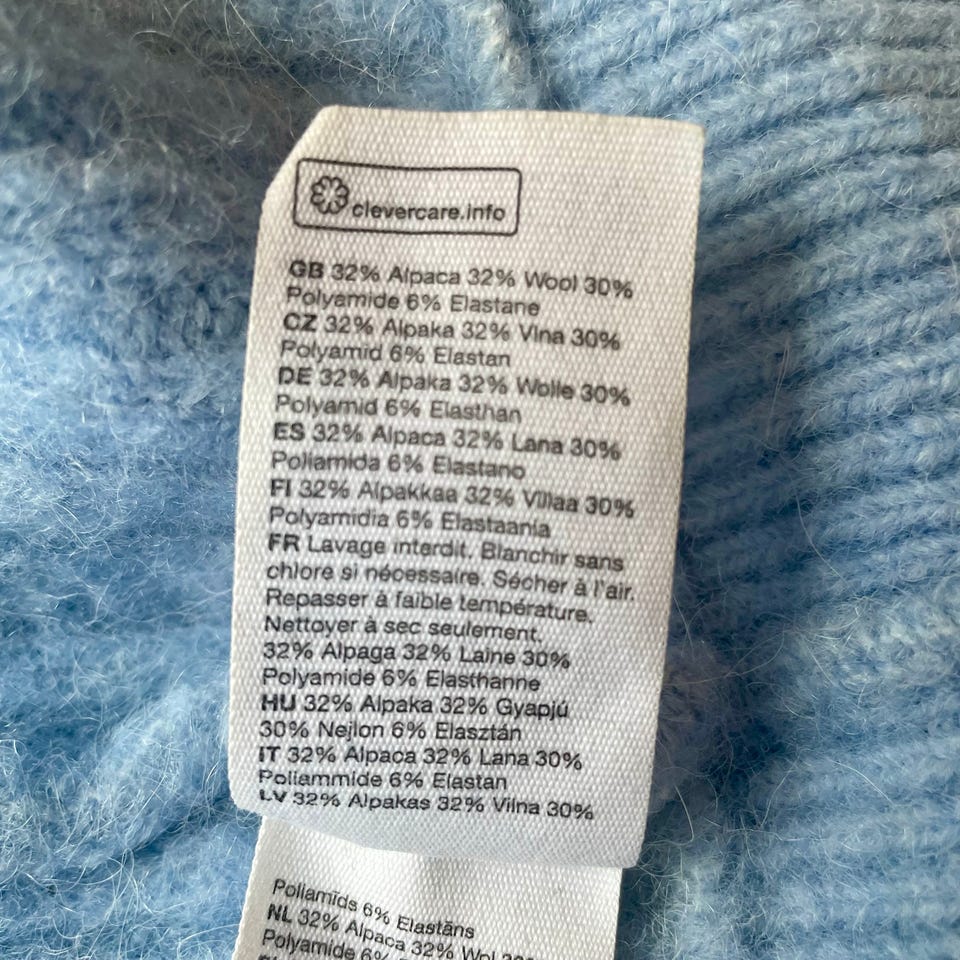 clevercare.info
GB 32% Alpaca 32% Wool 30%
Polyamide 6% Elastane
CZ 32% Alpaka 32% Vlna 30%
Polyamid 6% Elastan
DE 32% Alpaka 32% Wolle 30%
Polyamid 6% Elasthan
ES 32% Alpaca 32% Lana 30%
Poliamida 6% Elastano
FI 32% Alpakkaa 32% Villaa 30%
Polyamidia 6% Elastaania
FR Lavage interdit. Blanchir sans
chlore si nécessaire. Sécher à l'air.
Repasser à faible température.
Nettoyer à sec seulement.
32% Alpaga 32% Laine 30%
Polyamide 6% Elasthanne
HU 32% Alpaka 32% Gyapjú
30% Nejlon 6% Elasztán
IT 32% Alpaca 32% Lana 30%
Poliammide 6% Elastan
LV 32% Alpakas 32% Vilna 30%
Poliamīds 6% Elastāns
NL 32% Alpaca 32% Wol
Polyamide 6%